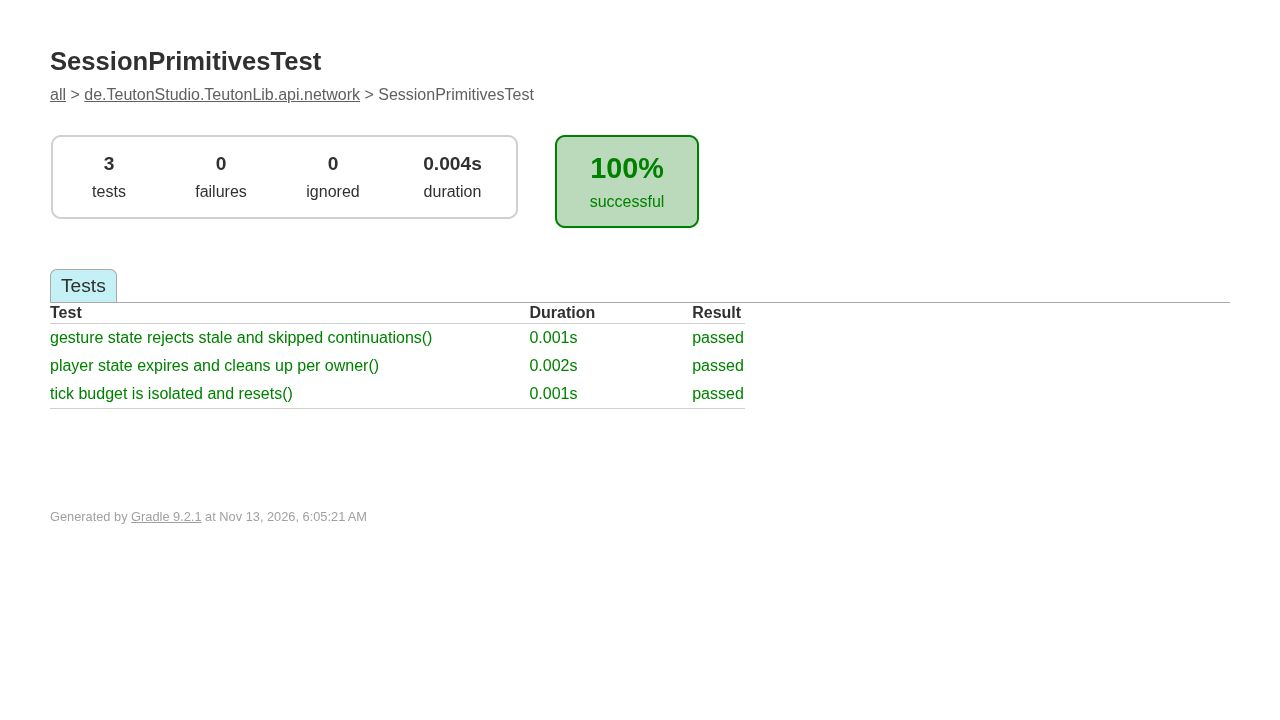 SessionPrimitivesTest
all > de.TeutonStudio.TeutonLib.api.network > SessionPrimitivesTest
3 0 0 0.004s 100%
tests failures ignored duration successful
Tests
Test Duration Result
gesture state rejects stale and skipped continuations() 0.001s passed
player state expires and cleans up per owner() 0.002s passed
tick budget is isolated and resets() 0.001s passed
Generated by Gradle 9.2.1 at Nov 13, 2026, 6:05:21 AM